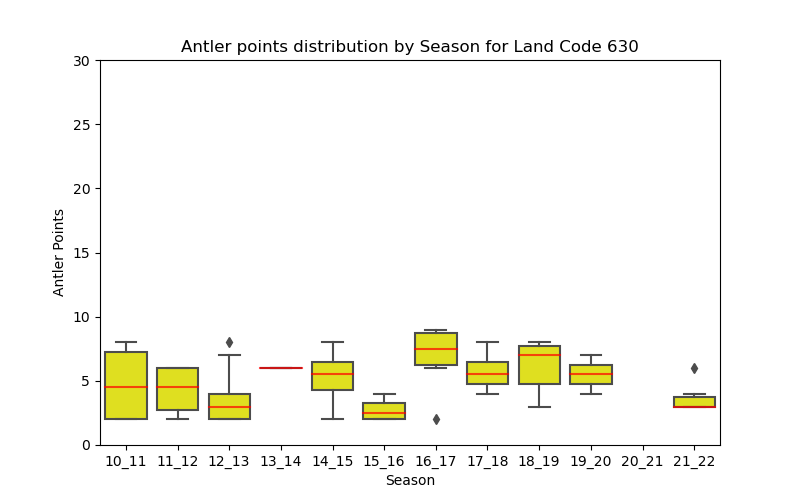 Antler points distribution by Season for Land Code 630
30
25
20
15
10
5
0
Antler Points
10_11 11_12 12_13 13_14 14_15 15_16 16_17 17_18 18_19 19_20 20_21 21_22
Season